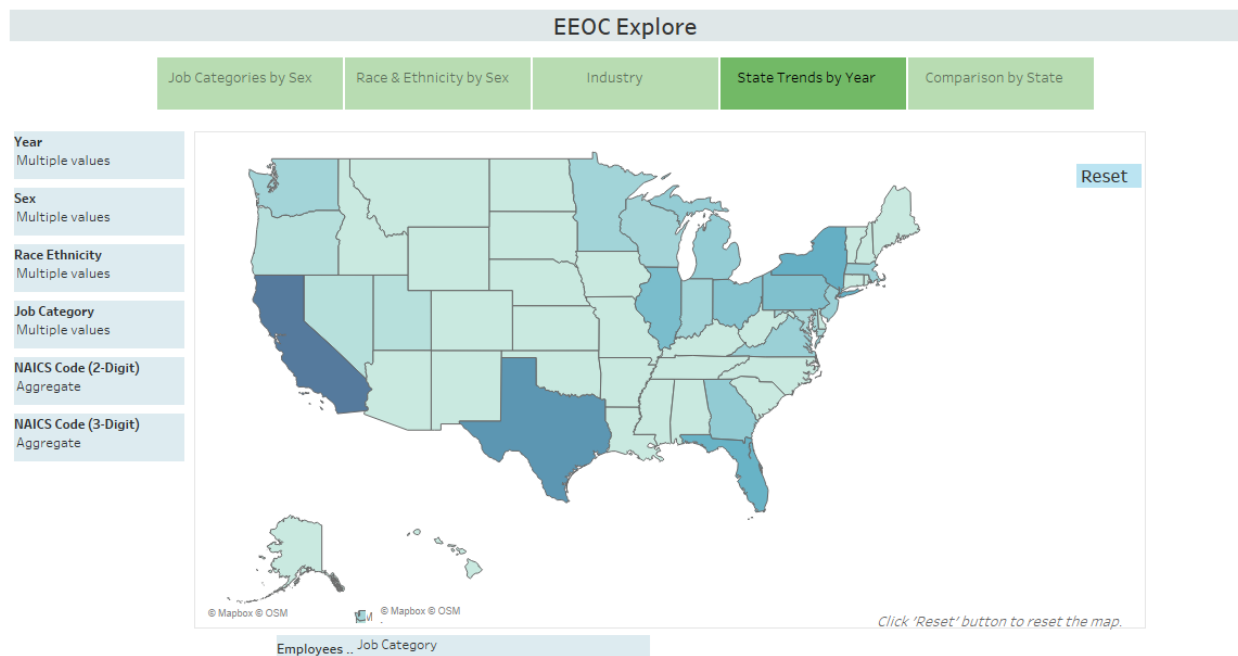 EEOC Explore
Job Categories by Sex
Race & Ethnicity by Sex
Industry
State Trends by Year
Comparison by State
Year
Multiple values
Sex
Multiple values
Race Ethnicity
Multiple values
Job Category
Multiple values
NAICS Code (2-Digit)
Aggregate
NAICS Code (3-Digit)
Aggregate
Reset
© Mapbox © OSM
© Mapbox © OSM
Click 'Reset' button to reset the map.
Employees .. Job Category